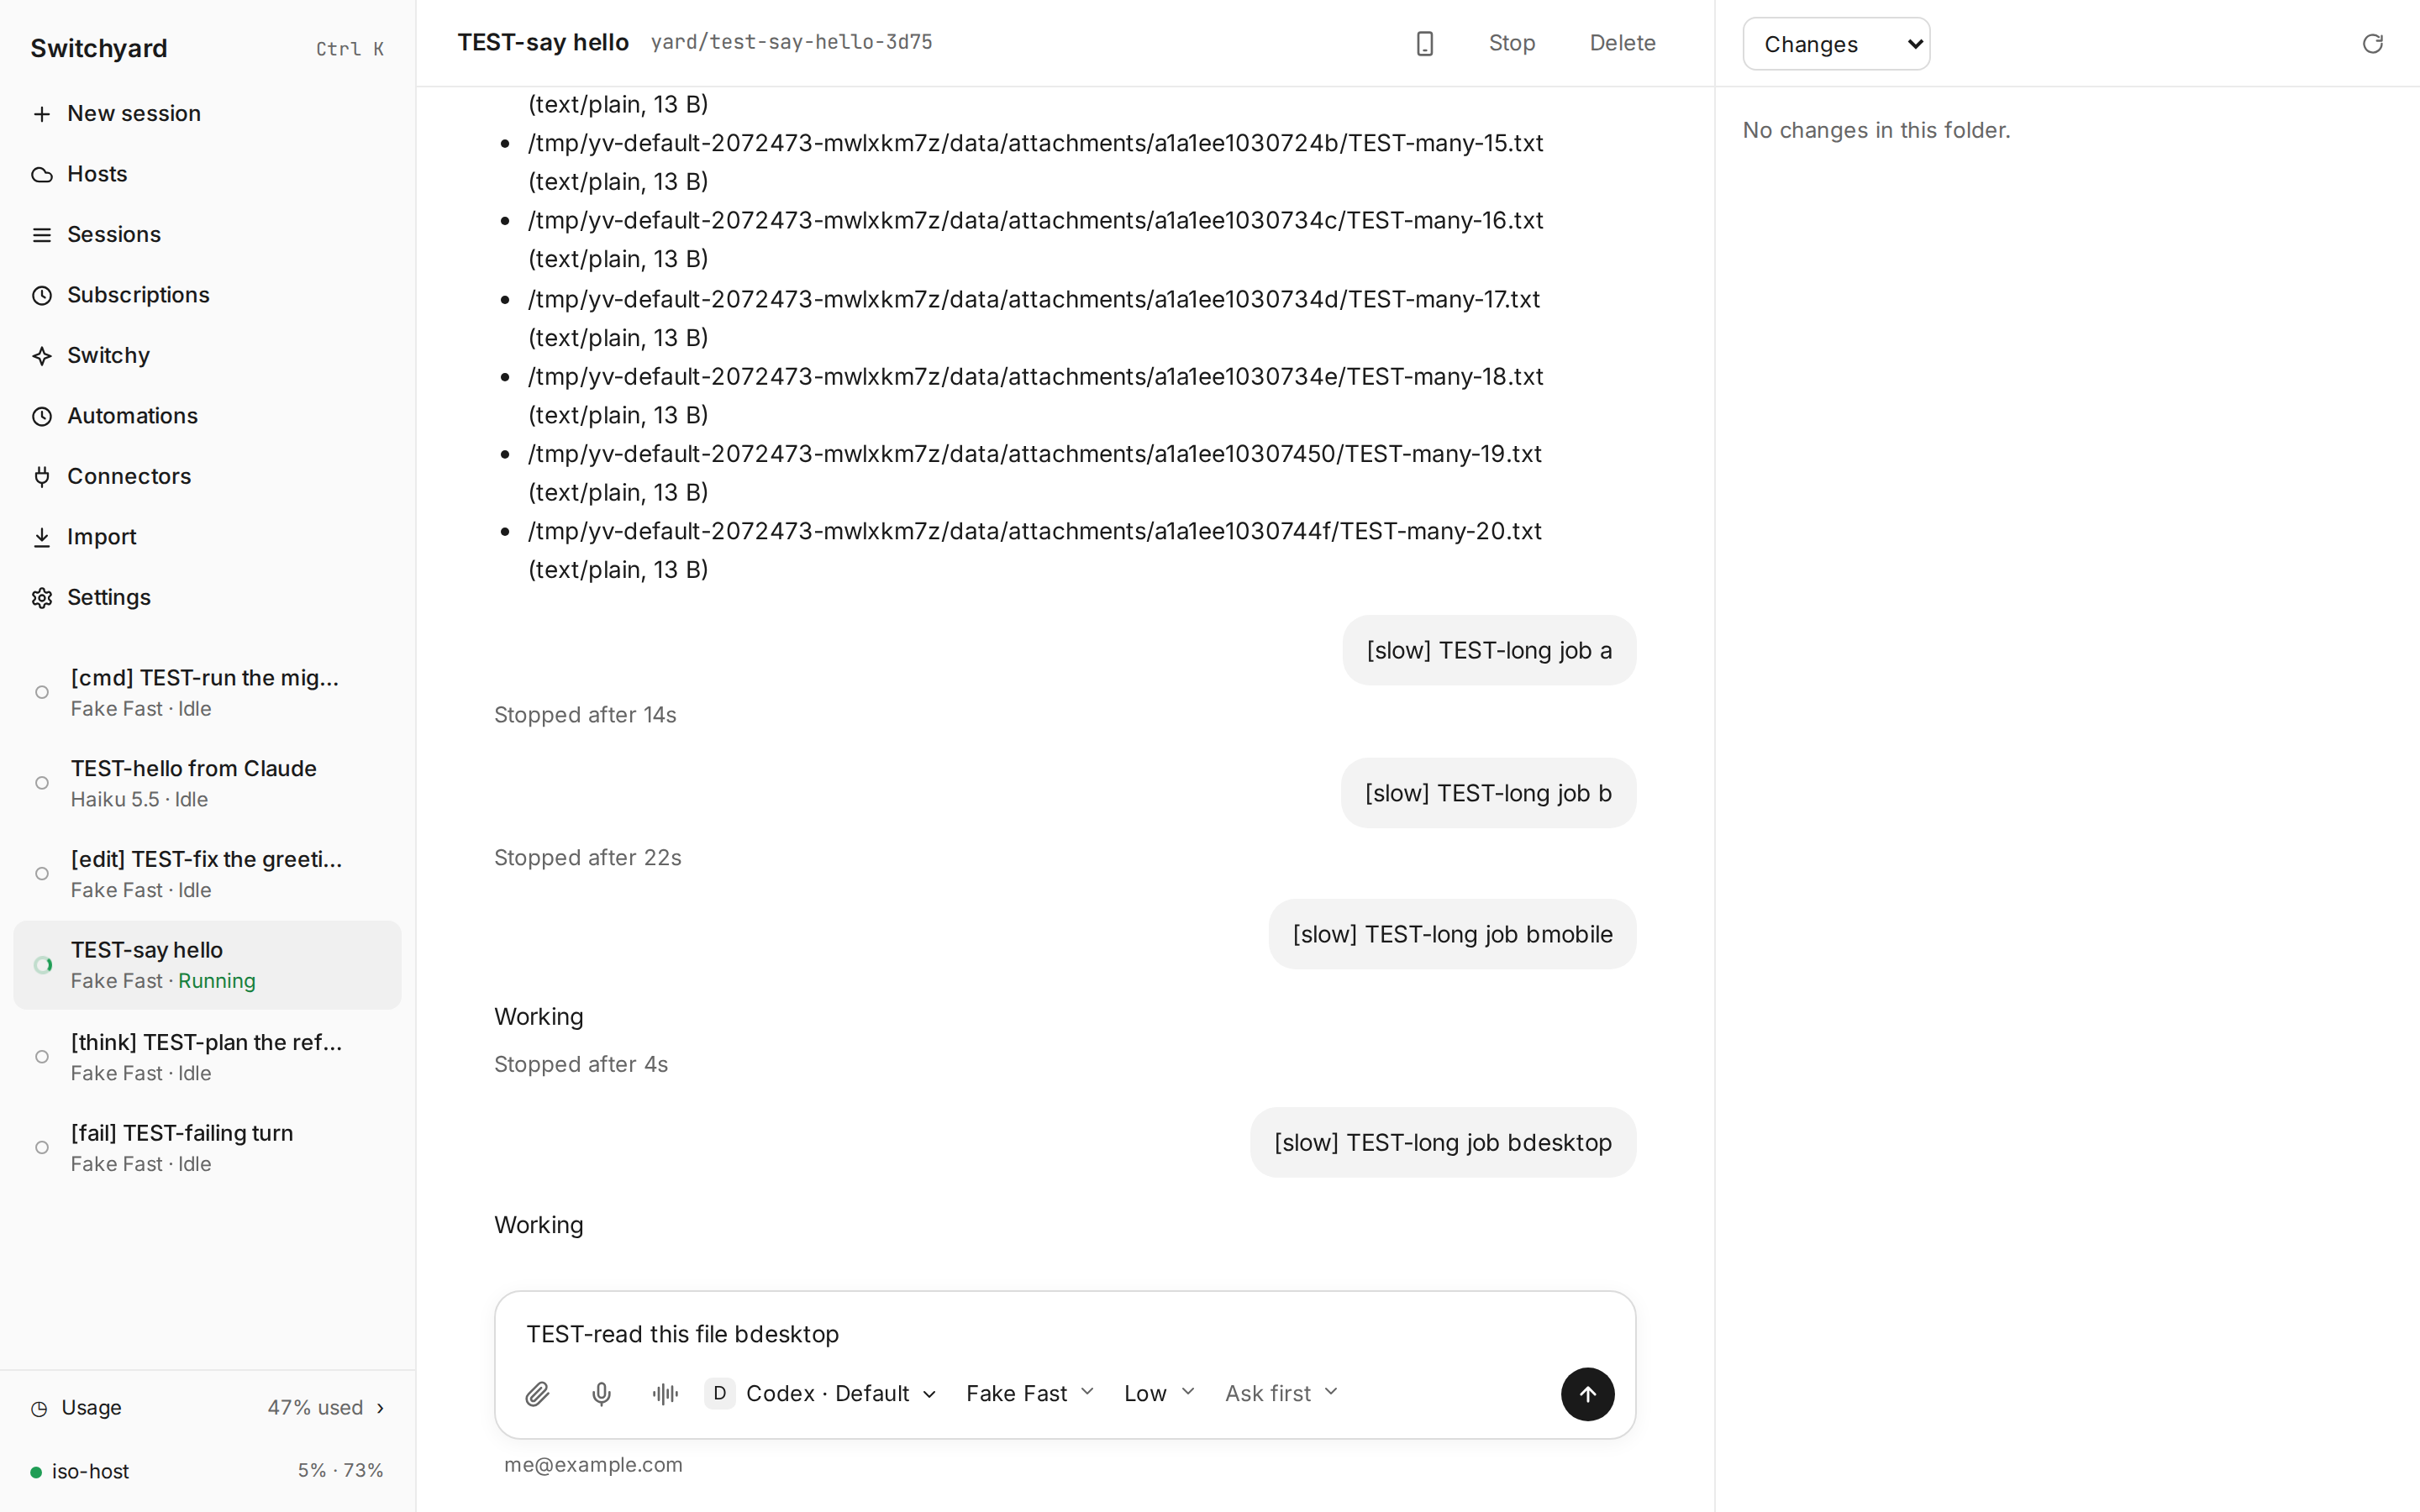 Switchyard
Ctrl K
New session
Hosts
Sessions
Subscriptions
Switchy
Automations
Connectors
Import
Settings
[cmd] TEST-run the mig...
Fake Fast · Idle
TEST-hello from Claude
Haiku 5.5 · Idle
[edit] TEST-fix the greeti...
Fake Fast · Idle
TEST-say hello
Fake Fast · Running
[think] TEST-plan the ref...
Fake Fast · Idle
[fail] TEST-failing turn
Fake Fast · Idle
Usage
47% used
iso-host
5% · 73%
TEST-say hello
yard/test-say-hello-3d75
Stop
Delete
(text/plain, 13 B)
• /tmp/yv-default-2072473-mwlxkm7z/data/attachments/a1a1ee1030724b/TEST-many-15.txt
(text/plain, 13 B)
• /tmp/yv-default-2072473-mwlxkm7z/data/attachments/a1a1ee1030734c/TEST-many-16.txt
(text/plain, 13 B)
• /tmp/yv-default-2072473-mwlxkm7z/data/attachments/a1a1ee1030734d/TEST-many-17.txt
(text/plain, 13 B)
• /tmp/yv-default-2072473-mwlxkm7z/data/attachments/a1a1ee1030734e/TEST-many-18.txt
(text/plain, 13 B)
• /tmp/yv-default-2072473-mwlxkm7z/data/attachments/a1a1ee10307450/TEST-many-19.txt
(text/plain, 13 B)
• /tmp/yv-default-2072473-mwlxkm7z/data/attachments/a1a1ee1030744f/TEST-many-20.txt
(text/plain, 13 B)
[slow] TEST-long job a
Stopped after 14s
[slow] TEST-long job b
Stopped after 22s
[slow] TEST-long job bmobile
Working
Stopped after 4s
[slow] TEST-long job bdesktop
Working
TEST-read this file bdesktop
D Codex · Default
Fake Fast
Low
Ask first
me@example.com
Changes
No changes in this folder.